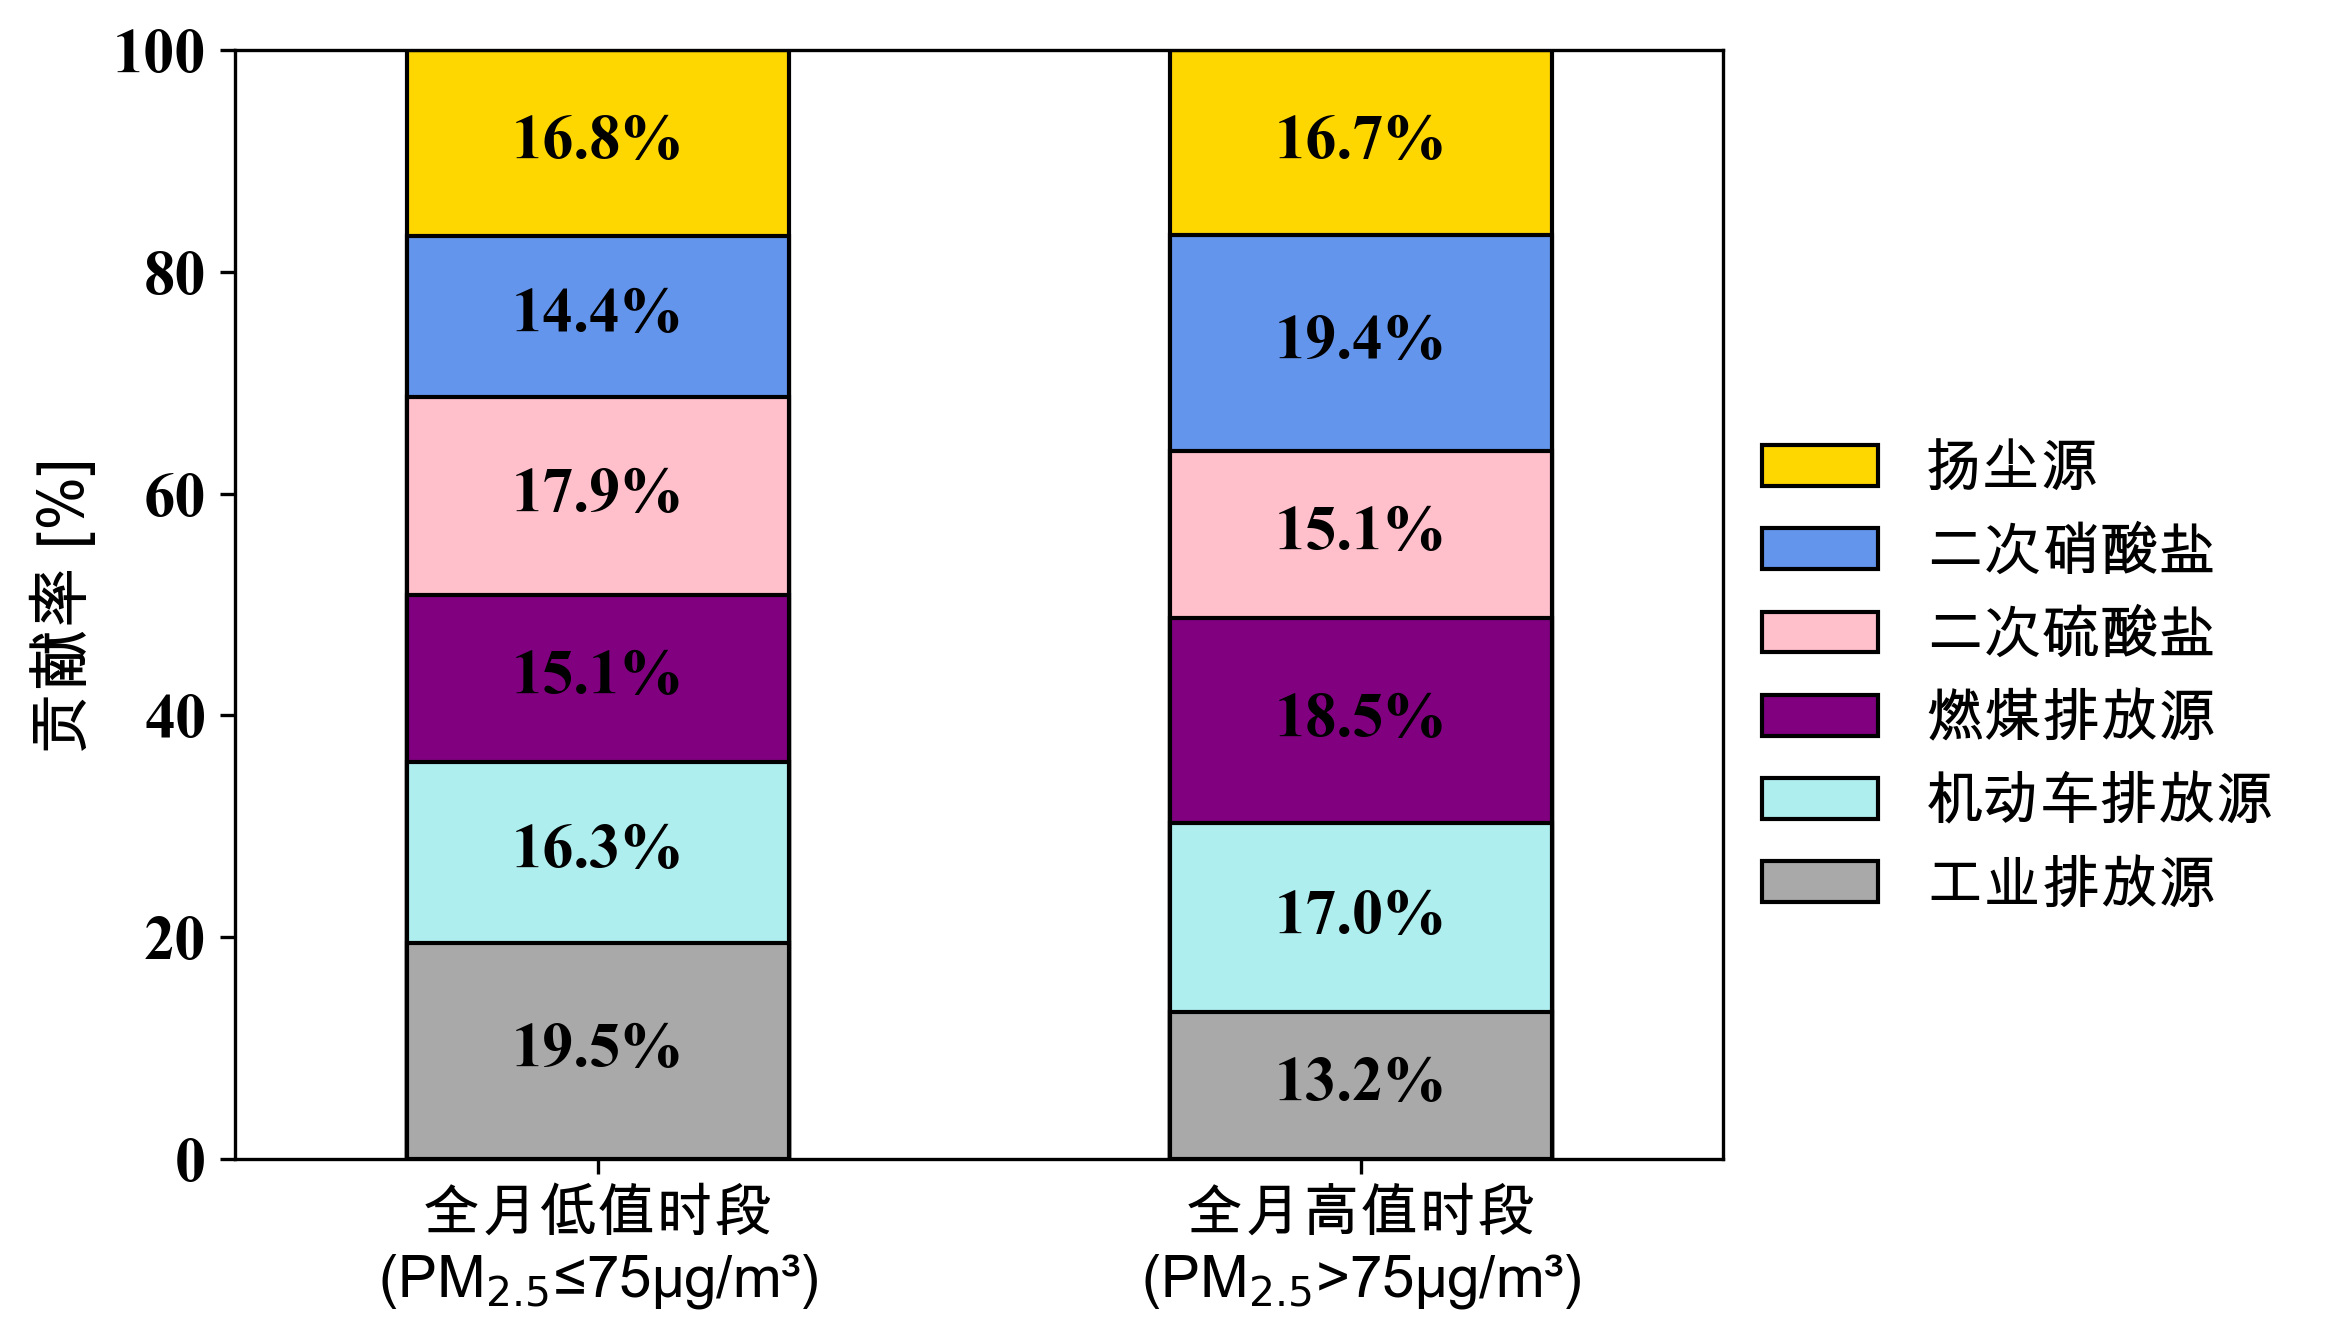 贡献率 [%]
100
80
60
40
20
0
16.8%
14.4%
17.9%
15.1%
16.3%
19.5%
16.7%
19.4%
15.1%
18.5%
17.0%
13.2%
全月低值时段
(PM₂.₅≤75μg/m³)
全月高值时段
(PM₂.₅>75μg/m³)
扬尘源
二次硝酸盐
二次硫酸盐
燃煤排放源
机动车排放源
工业排放源